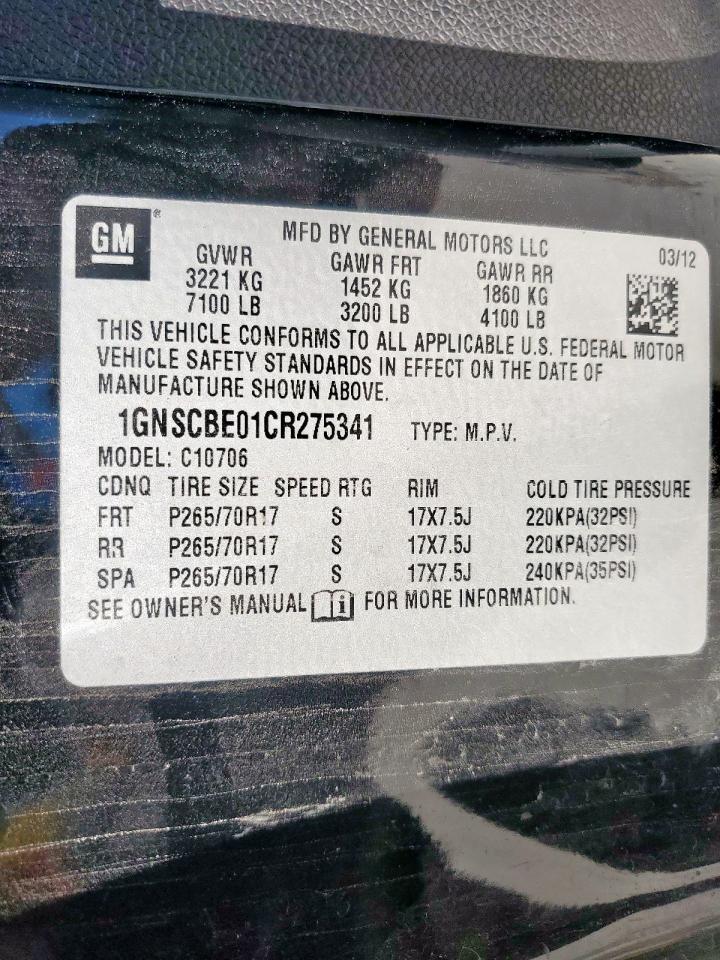 GM®
MFD BY GENERAL MOTORS LLC
03/12
GVWR GAWR FRT GAWR RR
3221 KG 1452 KG 1860 KG
7100 LB 3200 LB 4100 LB
THIS VEHICLE CONFORMS TO ALL APPLICABLE U.S. FEDERAL MOTOR
VEHICLE SAFETY STANDARDS IN EFFECT ON THE DATE OF
MANUFACTURE SHOWN ABOVE.
1GNSCBE01CR275341 TYPE: M.P.V.
MODEL: C10706
CDNQ TIRE SIZE SPEED RTG RIM COLD TIRE PRESSURE
FRT P265/70R17 S 17X7.5J 220KPA(32PSI)
RR P265/70R17 S 17X7.5J 220KPA(32PSI)
SPA P265/70R17 S 17X7.5J 240KPA(35PSI)
SEE OWNER'S MANUAL i FOR MORE INFORMATION.